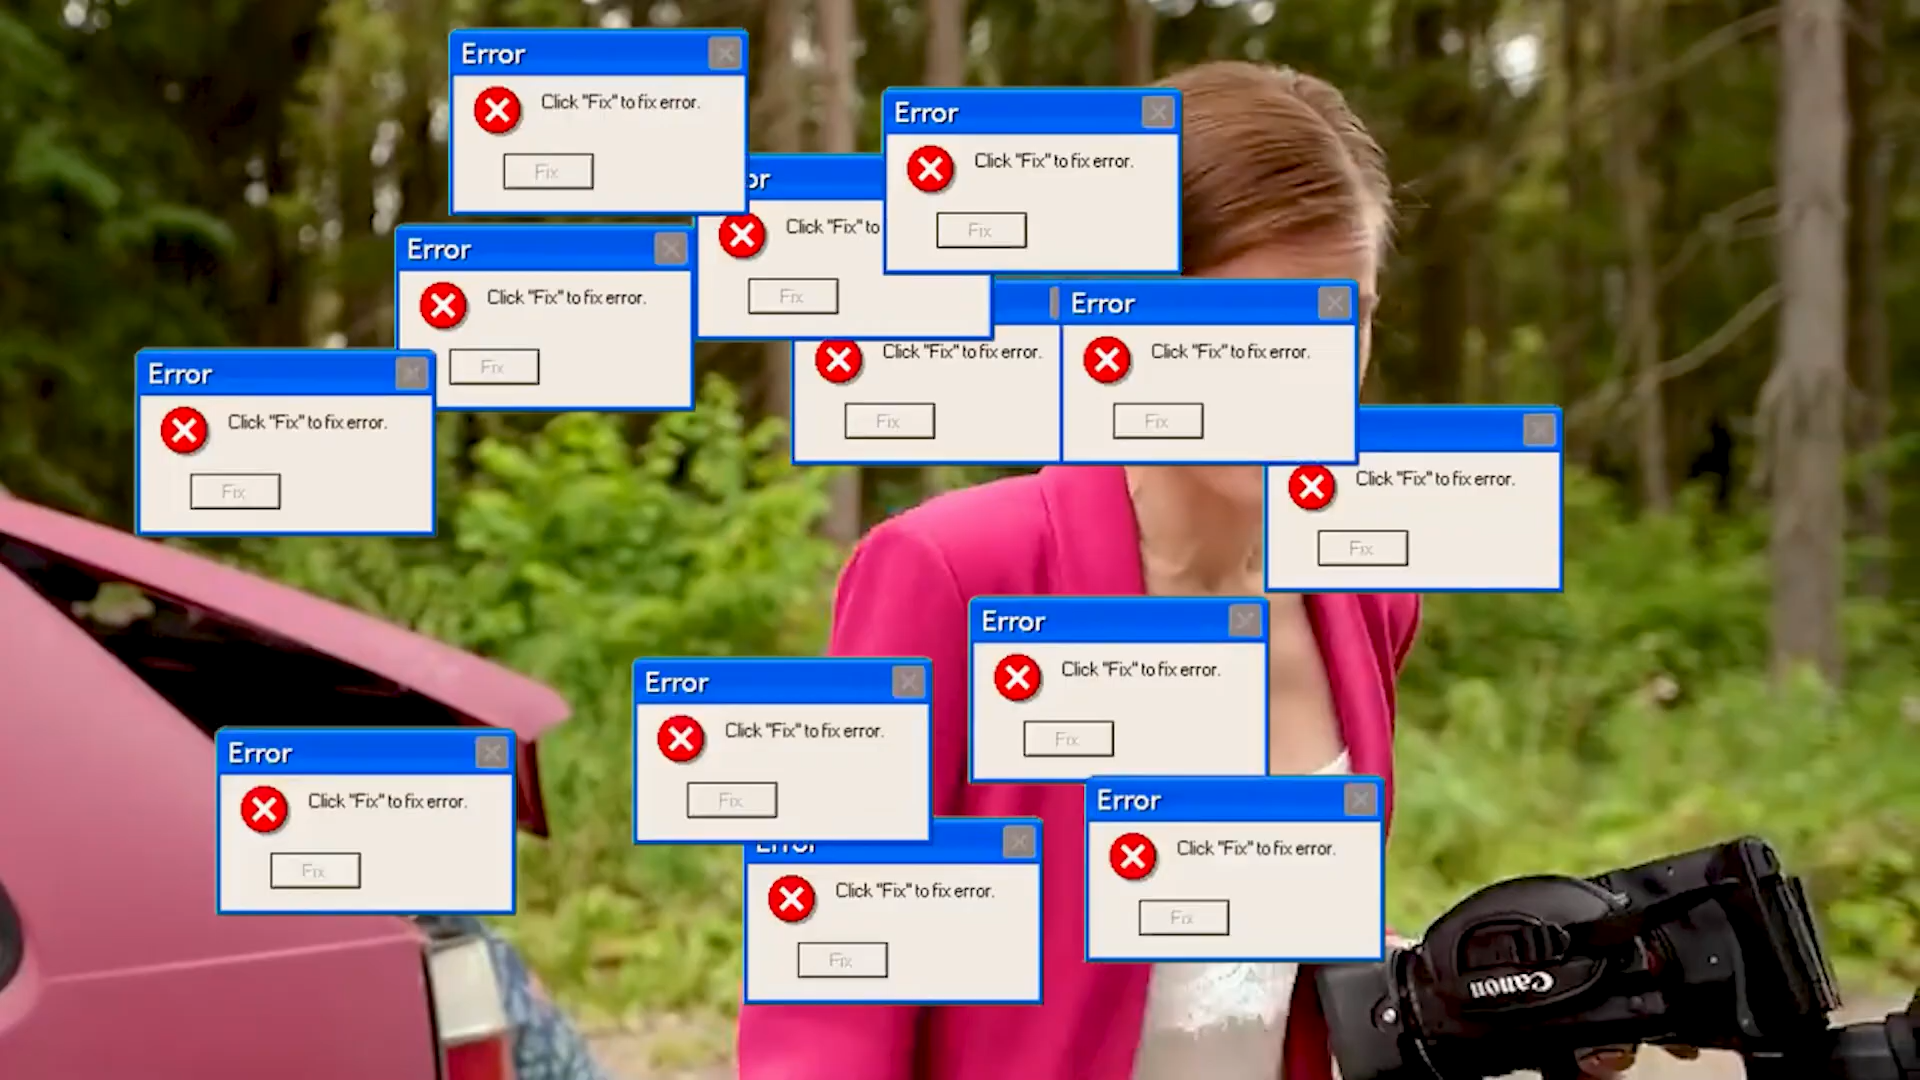 Error
Click "Fix" to fix error.
Fix
Error
Click "Fix" to fix error.
Fix
or
Click "Fix" to
Fix
Error
Click "Fix" to fix error.
Fix
Click "Fix" to fix error.
Fix
Error
Click "Fix" to fix error.
Fix
Error
Click "Fix" to fix error.
Fix
Click "Fix" to fix error.
Fix
Error
Click "Fix" to fix error.
Fix
Error
Click "Fix" to fix error.
Fix
Error
Click "Fix" to fix error.
Fix
Error
Click "Fix" to fix error.
Fix
Error
Click "Fix" to fix error.
Fix
Canon